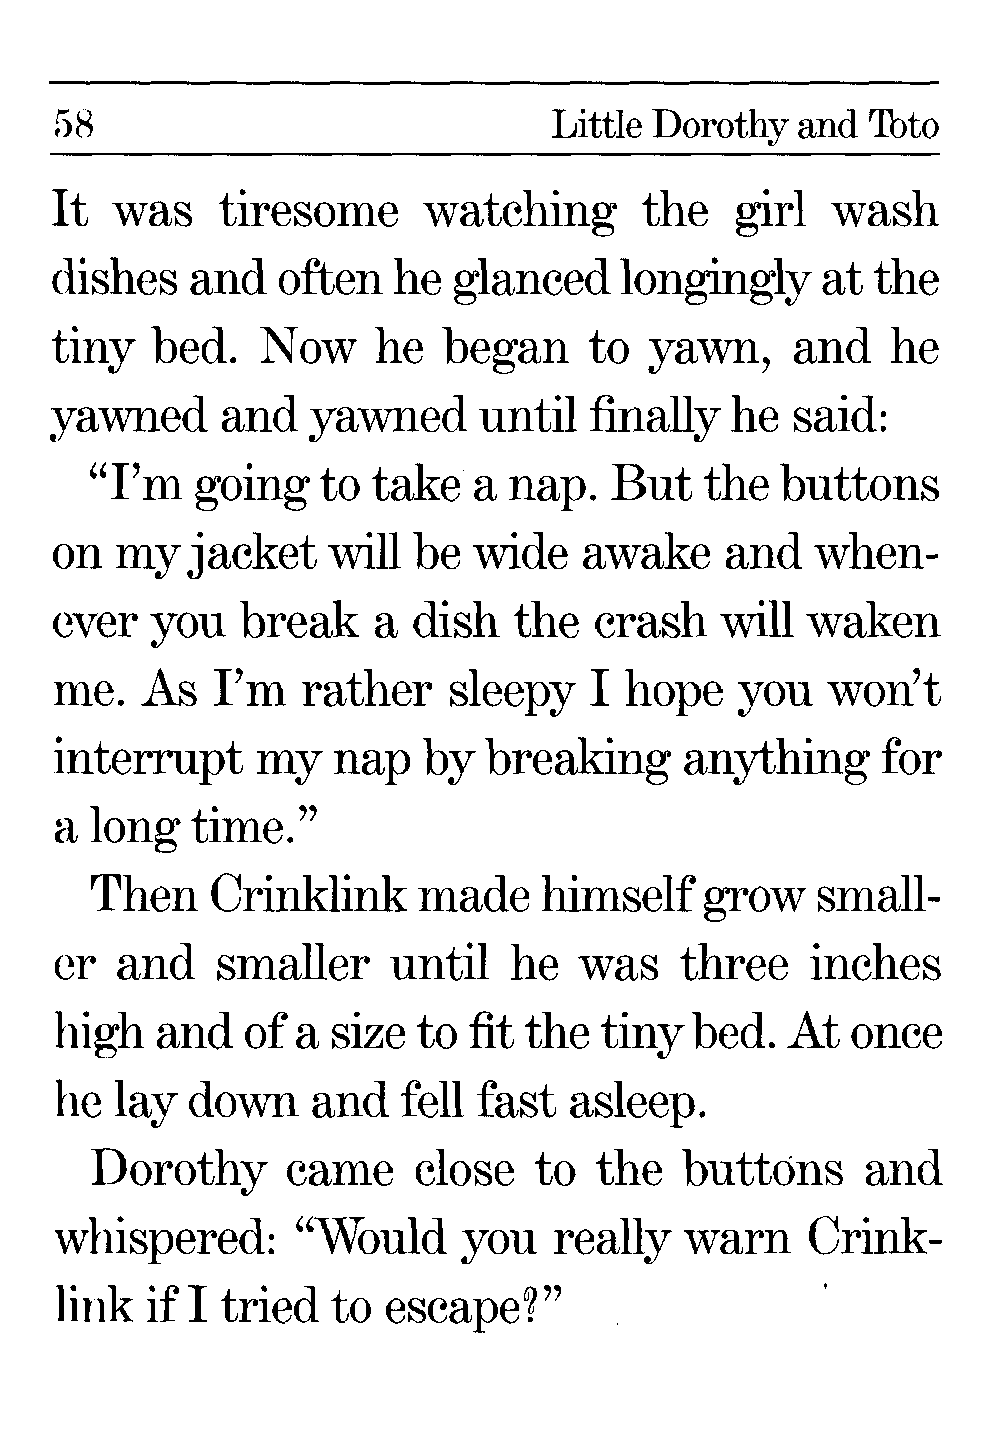 58 Little Dorothy and Toto
It was tiresome watching the girl wash
dishes and often he glanced longingly at the
tiny bed. Now he began to yawn, and he
yawned and yawned until finally he said:
“I’m going to take a nap. But the buttons
on my jacket will be wide awake and when-
ever you break a dish the crash will waken
me. As I’m rather sleepy I hope you won’t
interrupt my nap by breaking anything for
a long time.”
Then Crinklink made himself grow small-
er and smaller until he was three inches
high and of a size to fit the tiny bed. At once
he lay down and fell fast asleep.
Dorothy came close to the buttons and
whispered: “Would you really warn Crink-
link if I tried to escape?”